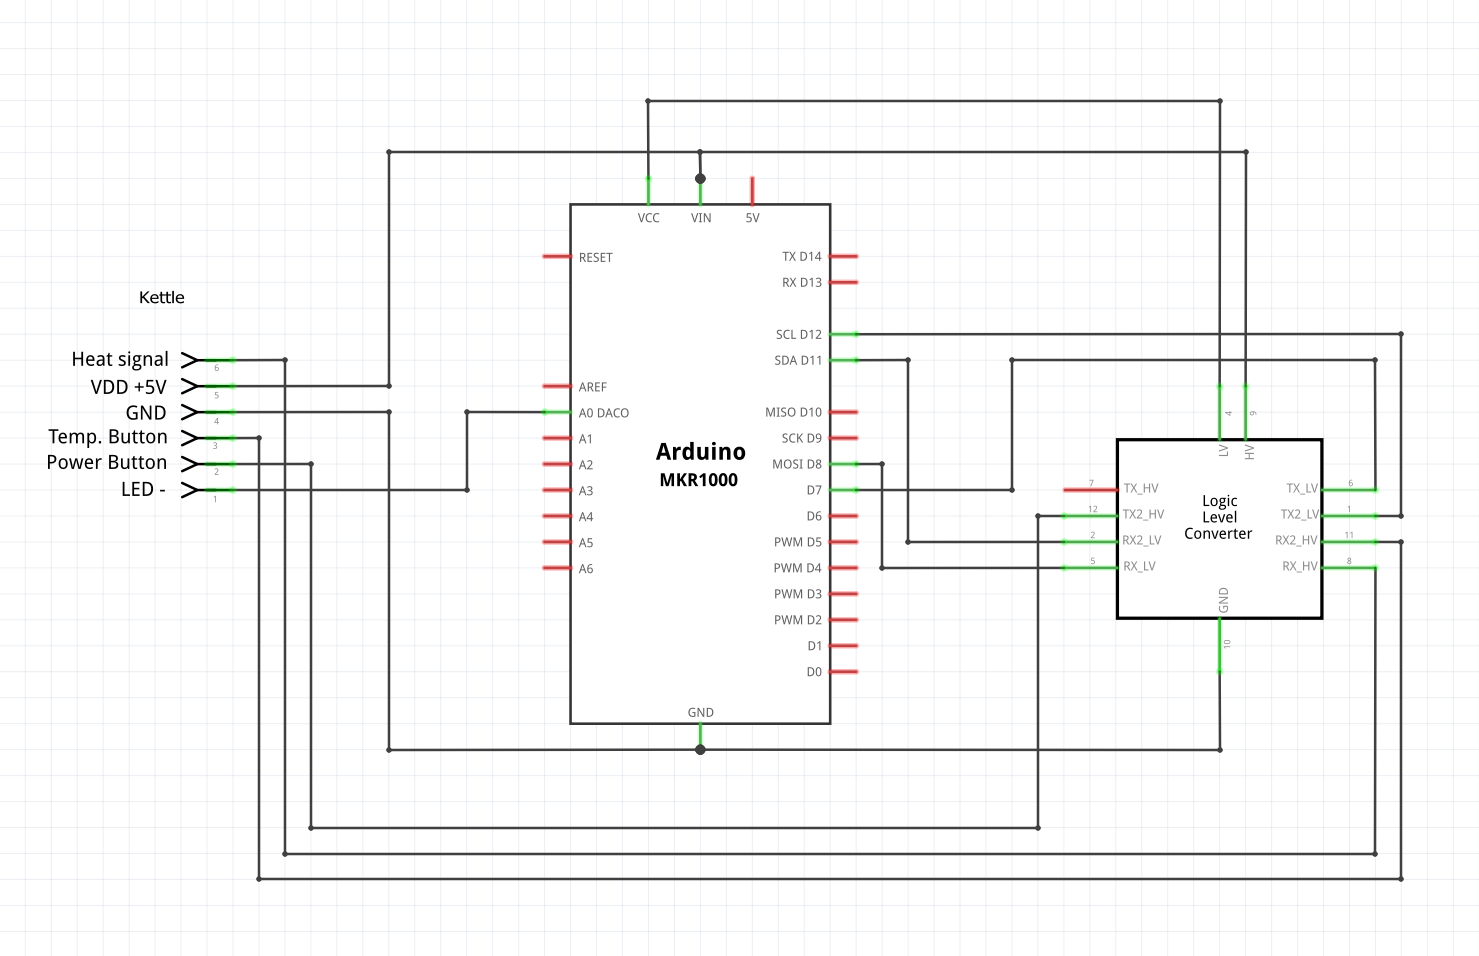 VCC
VIN
5V
RESET
TX D14
RX D13
Kettle
SCL D12
Heat signal
6
SDA D11
VDD +5V
5
AREF
GND
4
A0 DACO
MISO D10
4
9
Temp. Button
3
A1
SCK D9
Arduino
LV
HV
Power Button
2
A2
MOSI D8
MKR1000
LED -
1
A3
D7
7
TX_HV
TX_LV
6
Logic
Level
Converter
A4
D6
12
TX2_HV
TX2_LV
1
A5
PWM D5
2
RX2_LV
RX2_HV
11
A6
PWM D4
5
RX_LV
RX_HV
8
PWM D3
GND
PWM D2
D1
10
D0
GND